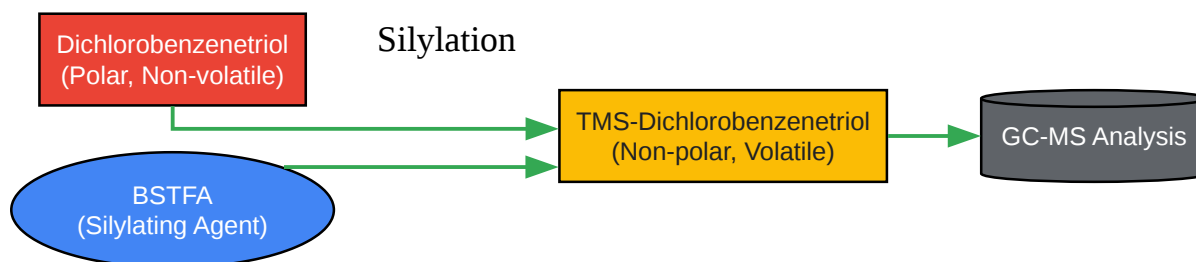 Dichlorobenzenetriol
(Polar, Non-volatile)
Silylation
TMS-Dichlorobenzenetriol
(Non-polar, Volatile)
GC-MS Analysis
BSTFA
(Silylating Agent)